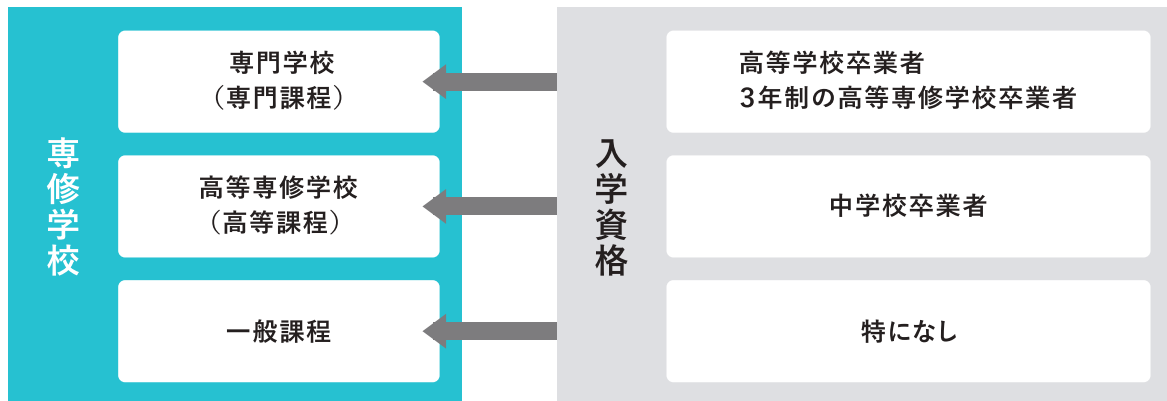 専修学校
専門学校
（専門課程）
高等専修学校
（高等課程）
一般課程
入学資格
高等学校卒業者
3年制の高等専修学校卒業者
中学校卒業者
特になし